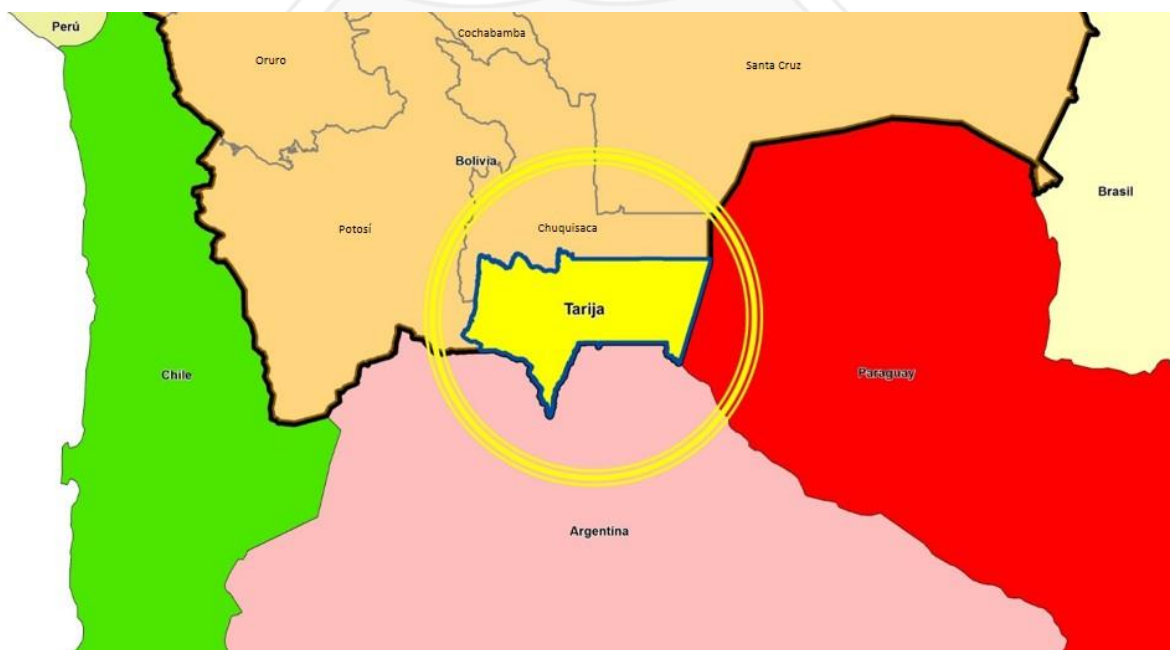 Perú
Cochabamba
Oruro
Santa Cruz
Bolivia
Brasil
Potosí
Chuquisaca
Tarija
Chile
Paraguay
Argentina